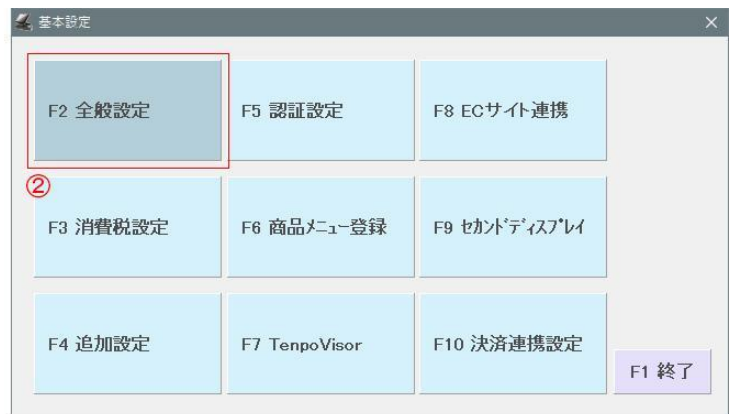 基本設定
F2 全般設定
F5 認証設定
F8 ECサイト連携
②
F3 消費税設定
F6 商品ﾒﾆｭｰ登録
F9 ｾｶﾝﾄﾞﾃﾞｨｽﾌﾟﾚｲ
F4 追加設定
F7 TenpoVisor
F10 決済連携設定
F1 終了